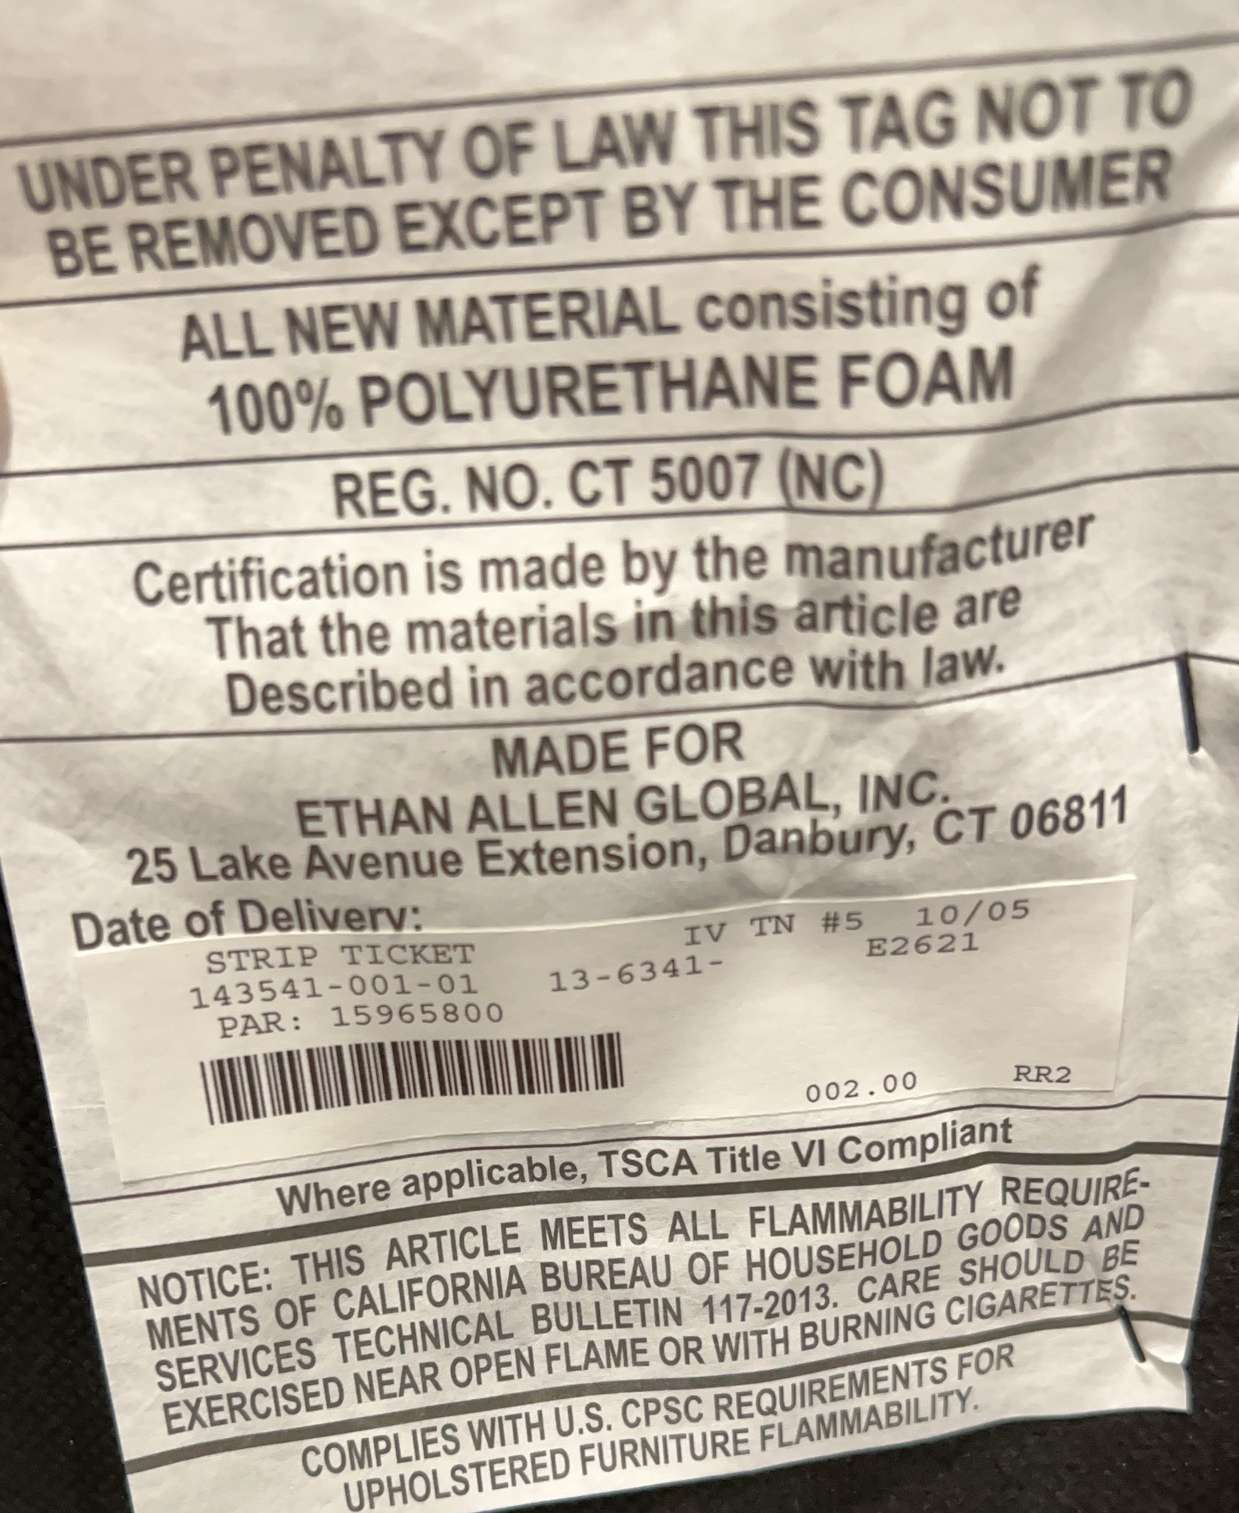 UNDER PENALTY OF LAW THIS TAG NOT TO
BE REMOVED EXCEPT BY THE CONSUMER
ALL NEW MATERIAL consisting of
100% POLYURETHANE FOAM
REG. NO. CT 5007 (NC)
Certification is made by the manufacturer
That the materials in this article are
Described in accordance with law.
MADE FOR
ETHAN ALLEN GLOBAL, INC.
25 Lake Avenue Extension, Danbury, CT 06811
Date of Delivery:
STRIP TICKET IV TN #5 10/05
143541-001-01 13-6341- E2621
PAR: 15965800
002.00 RR2
Where applicable, TSCA Title VI Compliant
NOTICE: THIS ARTICLE MEETS ALL FLAMMABILITY REQUIRE-
MENTS OF CALIFORNIA BUREAU OF HOUSEHOLD GOODS AND
SERVICES TECHNICAL BULLETIN 117-2013. CARE SHOULD BE
EXERCISED NEAR OPEN FLAME OR WITH BURNING CIGARETTES.
COMPLIES WITH U.S. CPSC REQUIREMENTS FOR
UPHOLSTERED FURNITURE FLAMMABILITY.